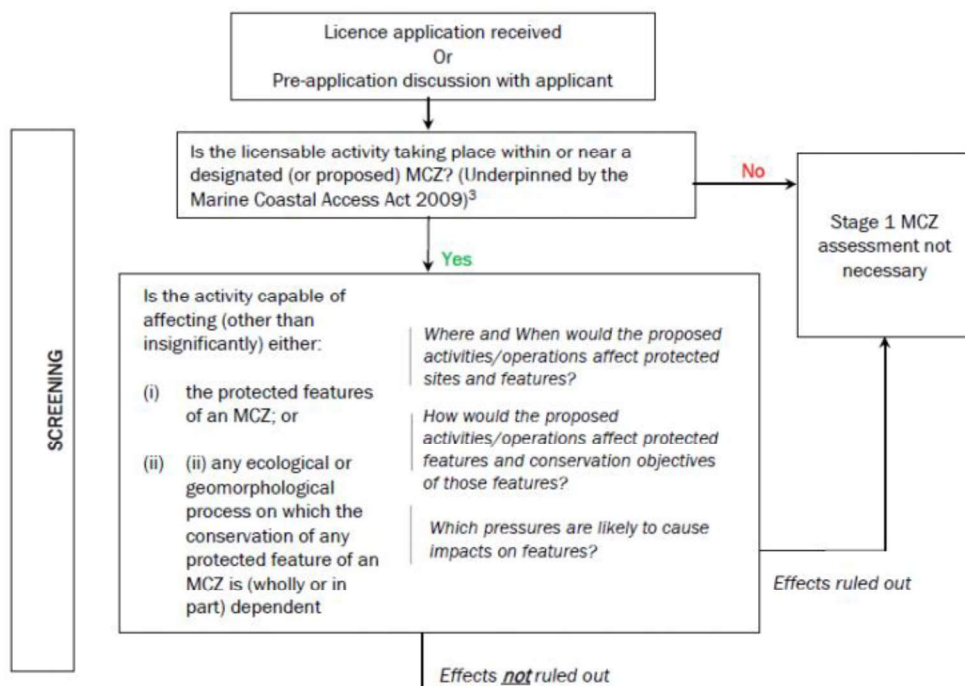 Licence application received
Or
Pre-application discussion with applicant
Is the licensable activity taking place within or near a
designated (or proposed) MCZ? (Underpinned by the
Marine Coastal Access Act 2009)3
No
Stage 1 MCZ
assessment not
necessary
Yes
SCREENING
Is the activity capable of
affecting (other than
insignificantly) either:
(i) the protected features
of an MCZ; or
(ii) (ii) any ecological or
geomorphological
process on which the
conservation of any
protected feature of an
MCZ is (wholly or in
part) dependent
Where and When would the proposed
activities/operations affect protected
sites and features?
How would the proposed
activities/operations affect protected
features and conservation objectives
of those features?
Which pressures are likely to cause
impacts on features?
Effects ruled out
Effects not ruled out